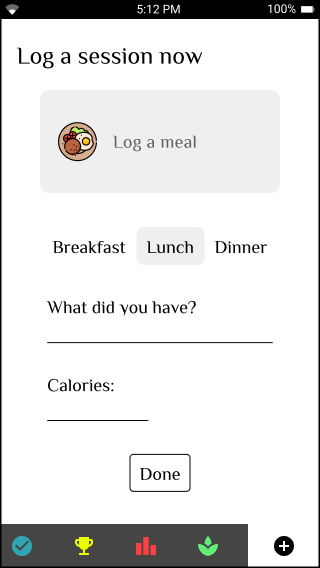 5:12 PM 100%
Log a session now
Log a meal
Breakfast Lunch Dinner
What did you have?
Calories:
Done